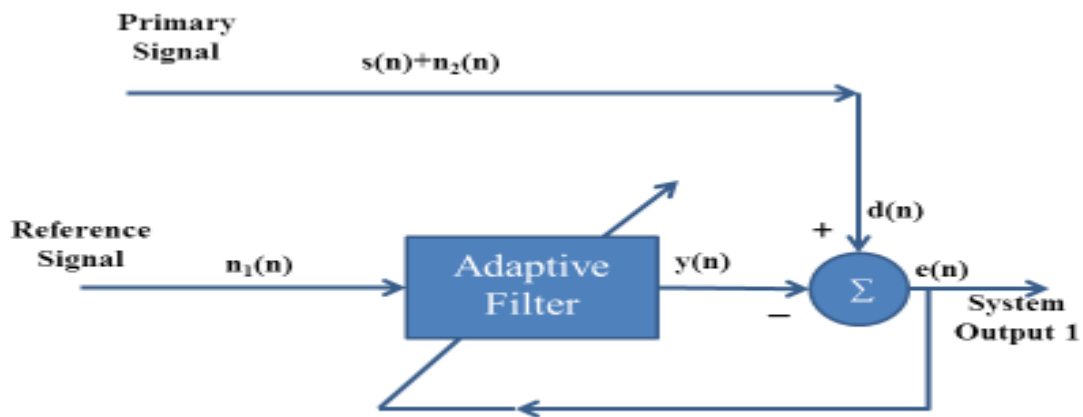 Primary
Signal
s(n)+n₂(n)
d(n)
+
Reference
Signal
n₁(n)
Adaptive
Filter
y(n)
−
Σ
e(n)
System
Output 1